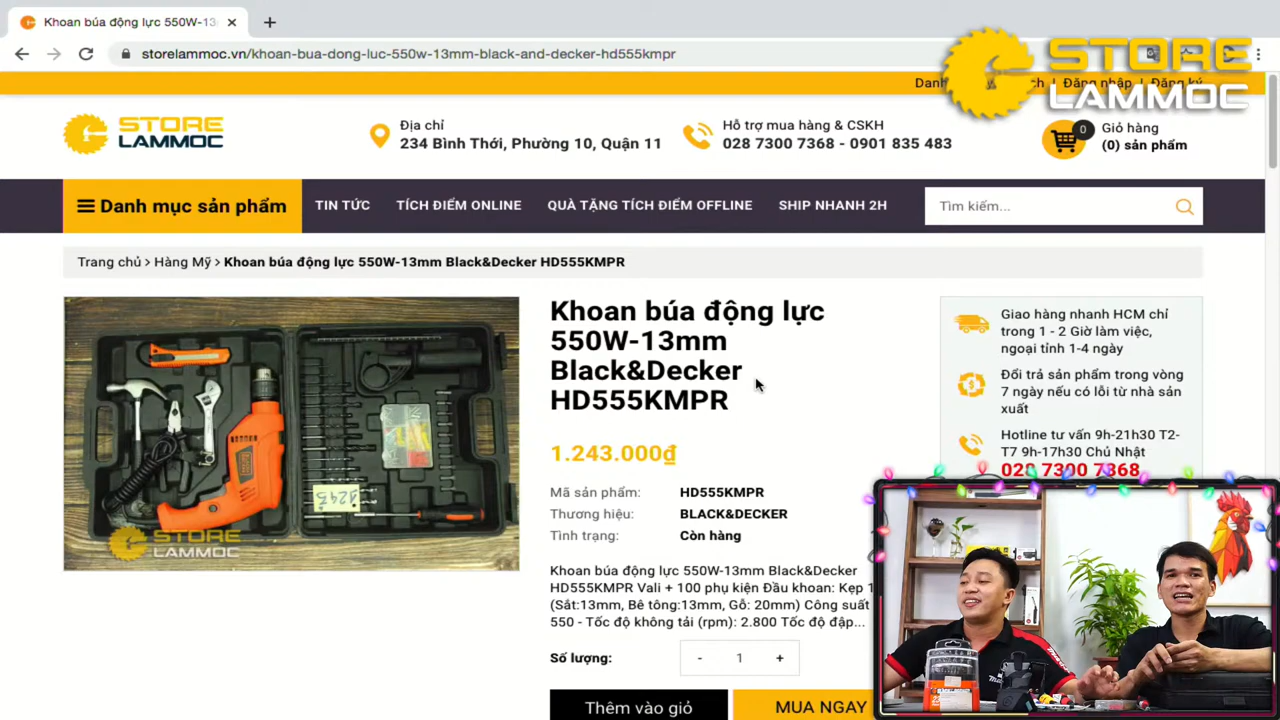 Khoan búa động lực 550W-13
storelammoc.vn/khoan-bua-dong-luc-550w-13mm-black-and-decker-hd555kmpr
STORE
LAMMOC
Đăng nhập | Đăng ký
STORE
LAMMOC
Địa chỉ
234 Bình Thới, Phường 10, Quận 11
Hỗ trợ mua hàng & CSKH
028 7300 7368 - 0901 835 483
0
Giỏ hàng
(0) sản phẩm
Danh mục sản phẩm
TIN TỨC
TÍCH ĐIỂM ONLINE
QUÀ TẶNG TÍCH ĐIỂM OFFLINE
SHIP NHANH 2H
Tìm kiếm...
Trang chủ > Hàng Mỹ > Khoan búa động lực 550W-13mm Black&Decker HD555KMPR
1243
STORE
LAMMOC
Khoan búa động lực
550W-13mm
Black&Decker
HD555KMPR
1.243.000₫
Mã sản phẩm: HD555KMPR
Thương hiệu: BLACK&DECKER
Tình trạng: Còn hàng
Khoan búa động lực 550W-13mm Black&Decker
HD555KMPR Vali + 100 phụ kiện Đầu khoan: Kẹp 1
(Sắt:13mm, Bê tông:13mm, Gỗ: 20mm) Công suất
550 - Tốc độ không tải (rpm): 2.800 Tốc độ đập...
Số lượng: - 1 +
Thêm vào giỏ
MUA NGAY
Giao hàng nhanh HCM chỉ
trong 1 - 2 Giờ làm việc,
ngoại tỉnh 1-4 ngày
Đổi trả sản phẩm trong vòng
7 ngày nếu có lỗi từ nhà sản
xuất
Hotline tư vấn 9h-21h30 T2-
T7 9h-17h30 Chủ Nhật
028 7300 7368